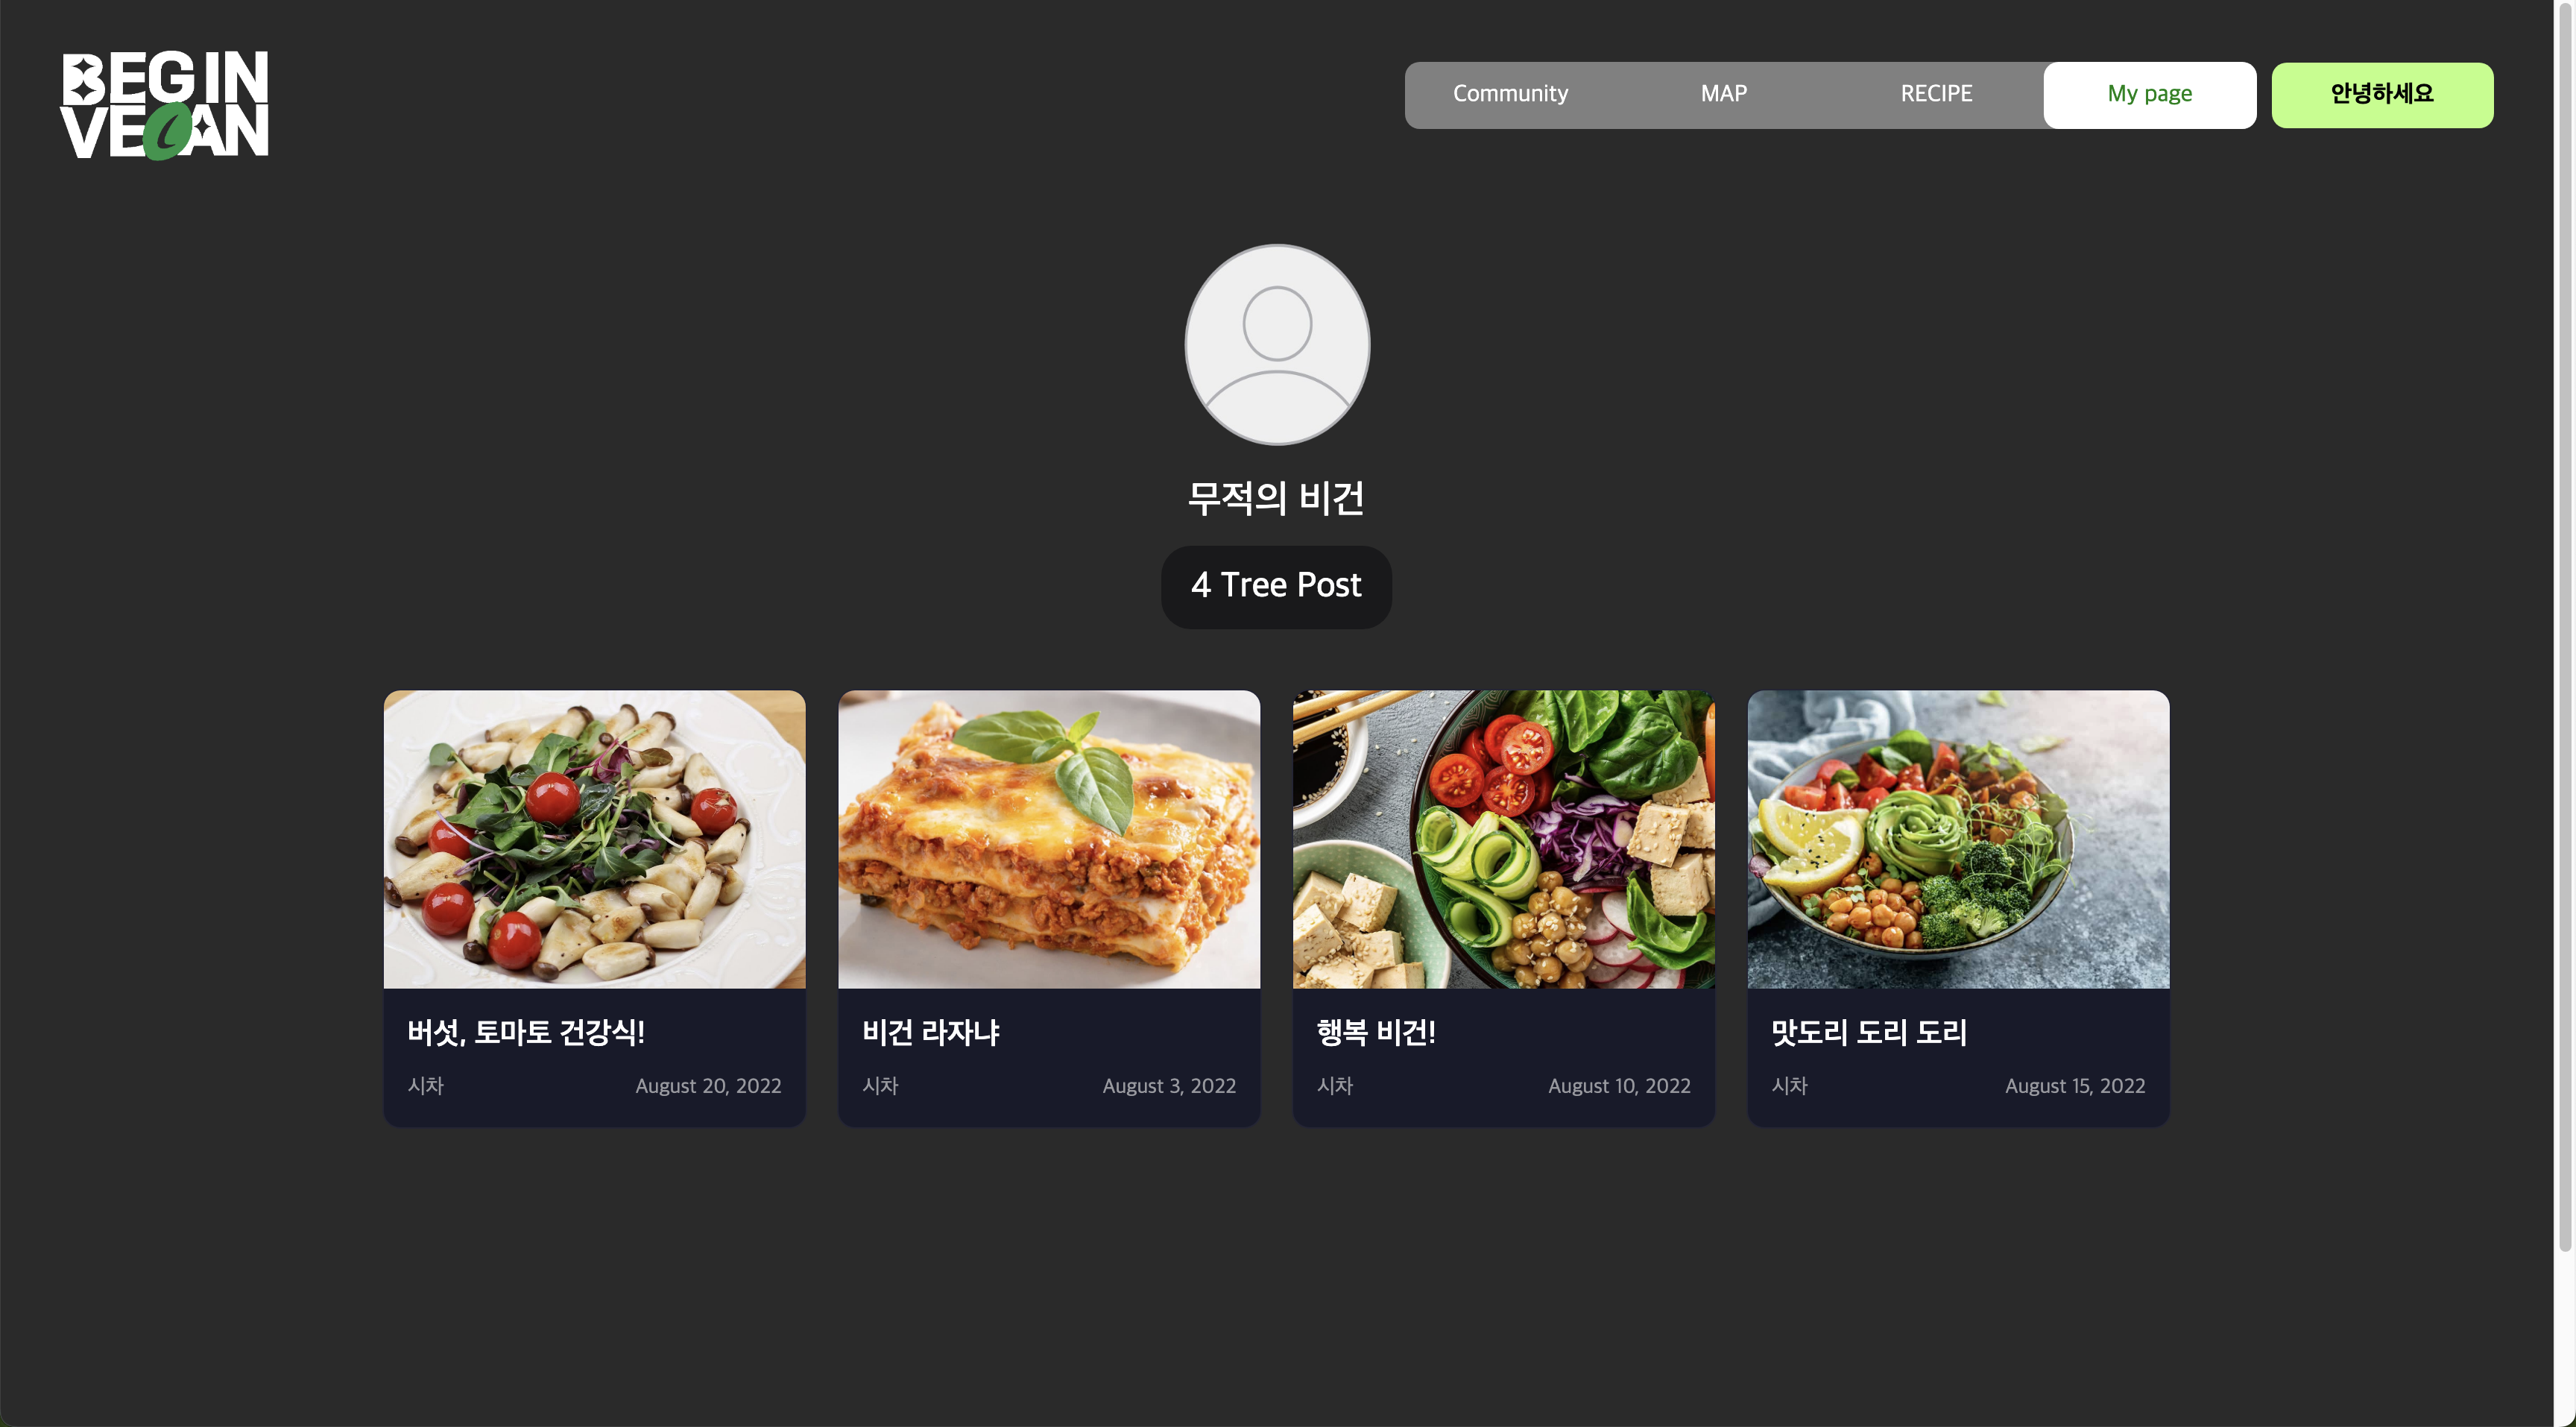 BEGIN
VEGAN
Community MAP RECIPE My page 안녕하세요
무적의 비건
4 Tree Post
버섯, 토마토 건강식!
시차 August 20, 2022
비건 라자냐
시차 August 3, 2022
행복 비건!
시차 August 10, 2022
맛도리 도리 도리
시차 August 15, 2022